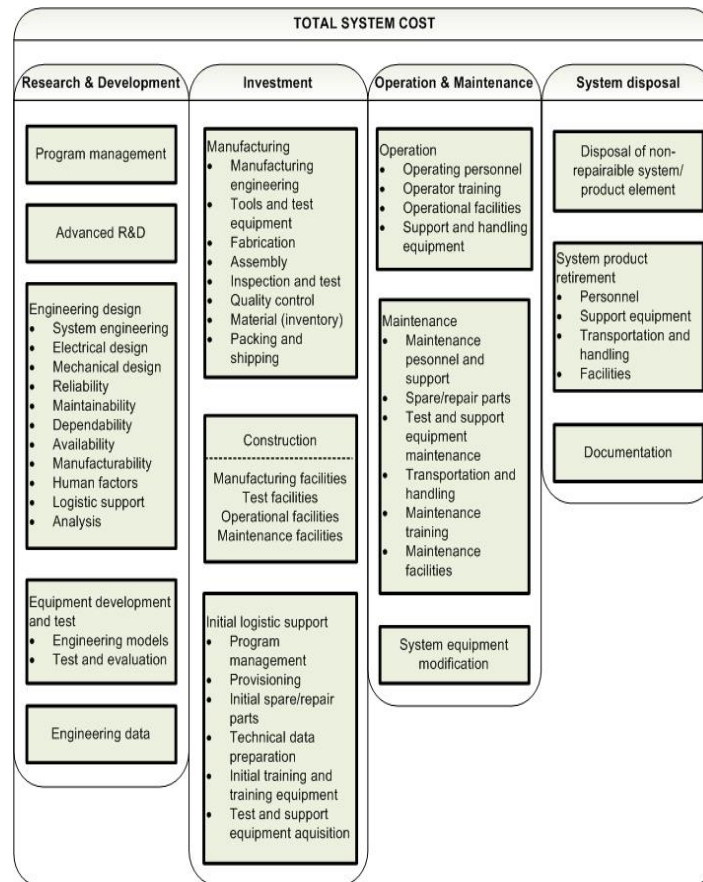 TOTAL SYSTEM COST
Research & Development
Program management
Advanced R&D
Engineering design
• System engineering
• Electrical design
• Mechanical design
• Reliability
• Maintainability
• Dependability
• Availability
• Manufacturability
• Human factors
• Logistic support
• Analysis
Equipment development
and test
• Engineering models
• Test and evaluation
Engineering data
Investment
Manufacturing
• Manufacturing
engineering
• Tools and test
equipment
• Fabrication
• Assembly
• Inspection and test
• Quality control
• Material (inventory)
• Packing and
shipping
Construction
Manufacturing facilities
Test facilities
Operational facilities
Maintenance facilities
Initial logistic support
• Program
management
• Provisioning
• Initial spare/repair
parts
• Technical data
preparation
• Initial training and
training equipment
• Test and support
equipment aquisition
Operation & Maintenance
Operation
• Operating personnel
• Operator training
• Operational facilities
• Support and handling
equipment
Maintenance
• Maintenance
pesonnel and
support
• Spare/repair parts
• Test and support
equipment
maintenance
• Transportation and
handling
• Maintenance
training
• Maintenance
facilities
System equipment
modification
System disposal
Disposal of non-
repairaible system/
product element
System product
retirement
• Personnel
• Support equipment
• Transportation and
handling
• Facilities
Documentation